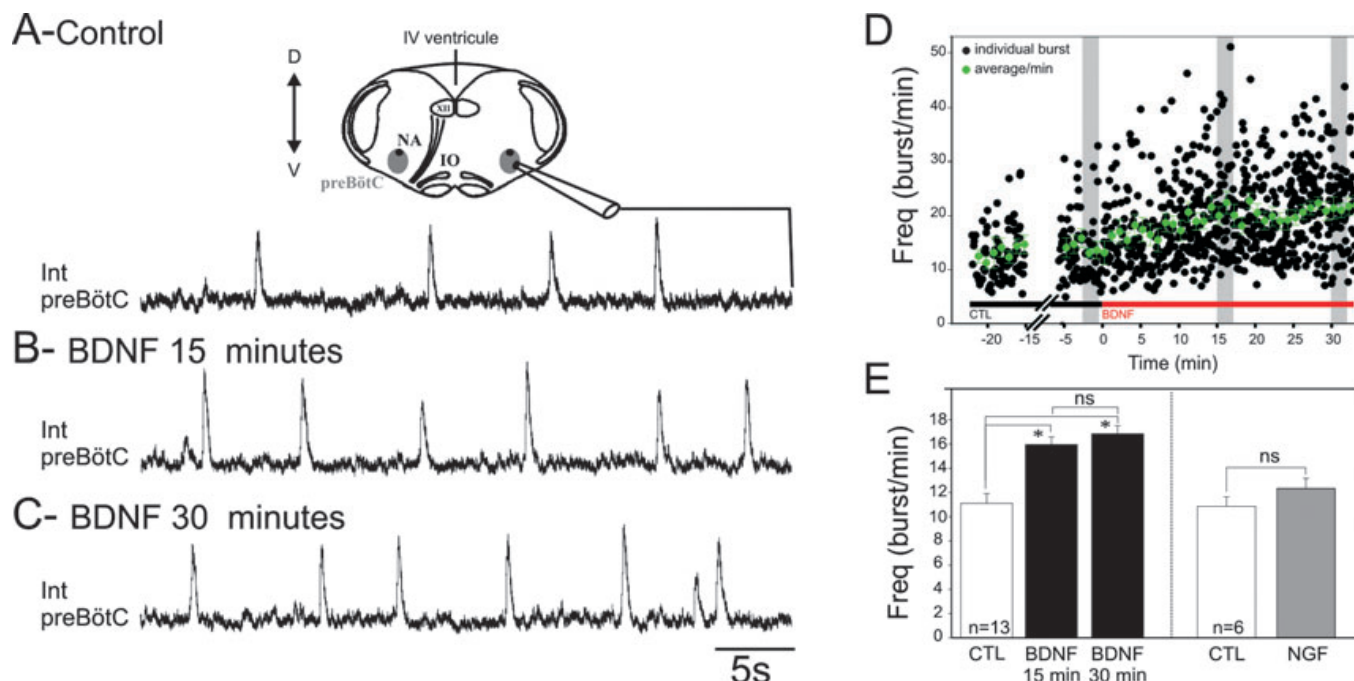 A-Control
D
V
IV ventricule
XII
NA
IO
preBötC
Int
preBötC
B- BDNF 15 minutes
Int
preBötC
C- BDNF 30 minutes
Int
preBötC
5s
D
individual burst
average/min
Freq (burst/min)
50
40
30
20
10
0
CTL
BDNF
-20 -15 -5 0 5 10 15 20 25 30
Time (min)
E
Freq (burst/min)
18
16
14
12
10
8
6
4
2
0
ns
* *
ns
n=13 n=6
CTL BDNF BDNF CTL NGF
15 min 30 min